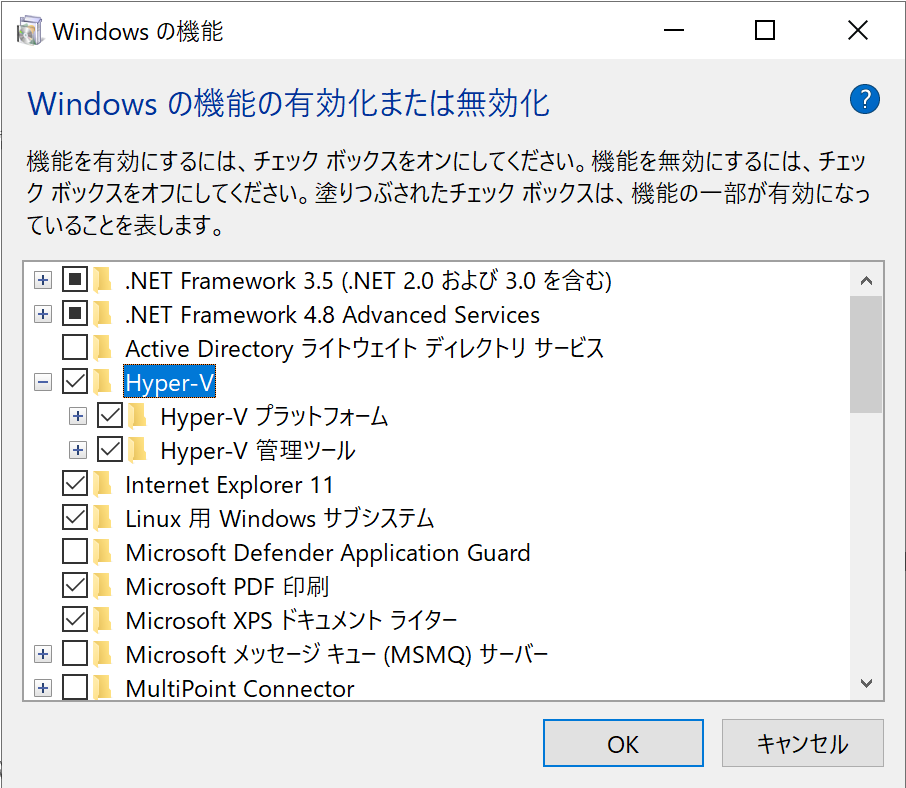 Windows の機能
Windows の機能の有効化または無効化
?
機能を有効にするには、チェック ボックスをオンにしてください。機能を無効にするには、チェッ
ク ボックスをオフにしてください。塗りつぶされたチェック ボックスは、機能の一部が有効になっ
ていることを表します。
.NET Framework 3.5 (.NET 2.0 および 3.0 を含む)
.NET Framework 4.8 Advanced Services
Active Directory ライトウェイト ディレクトリ サービス
Hyper-V
Hyper-V プラットフォーム
Hyper-V 管理ツール
Internet Explorer 11
Linux 用 Windows サブシステム
Microsoft Defender Application Guard
Microsoft PDF 印刷
Microsoft XPS ドキュメント ライター
Microsoft メッセージ キュー (MSMQ) サーバー
MultiPoint Connector
OK
キャンセル